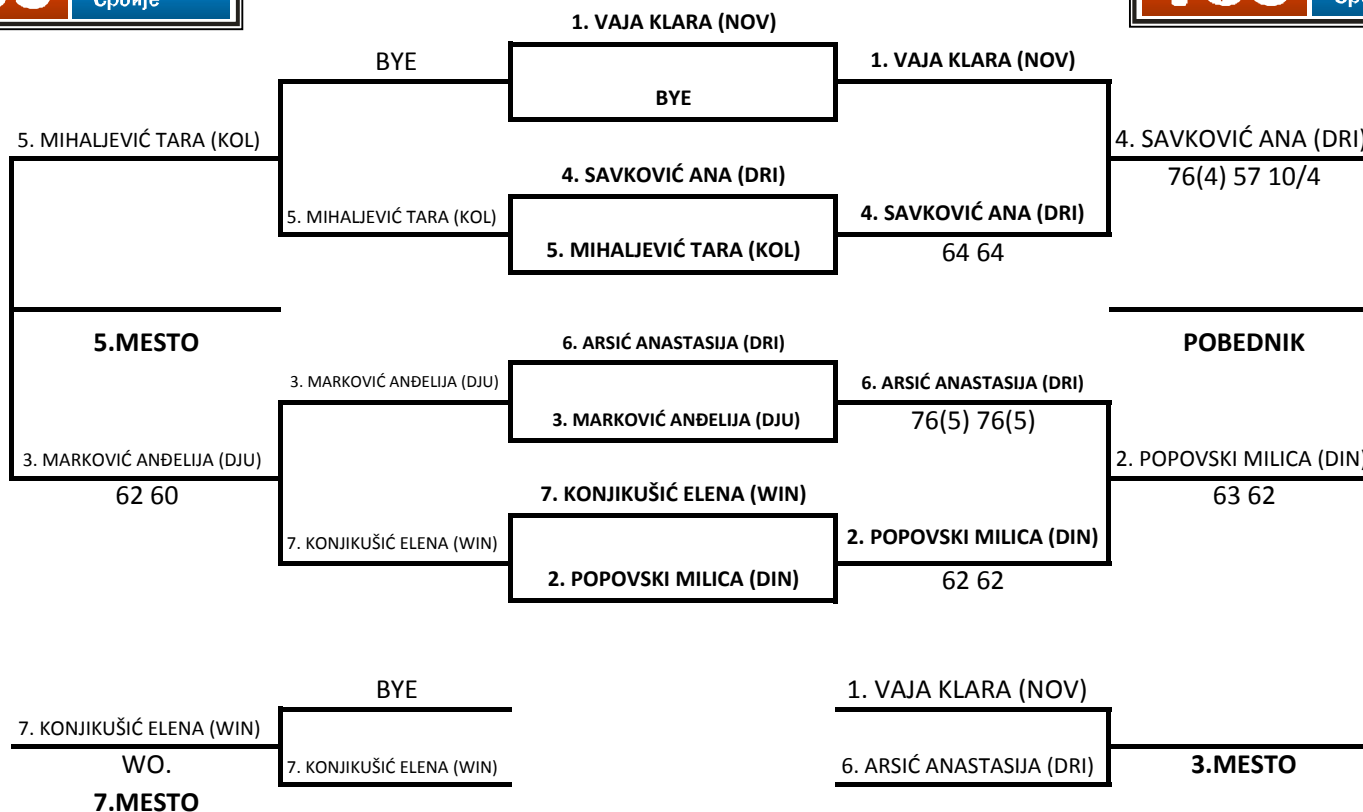 Србије
1. VAJA KLARA (NOV)
BYE
1. VAJA KLARA (NOV)
BYE
5. MIHALJEVIĆ TARA (KOL)
4. SAVKOVIĆ ANA (DRI)
4. SAVKOVIĆ ANA (DRI)
76(4) 57 10/4
5. MIHALJEVIĆ TARA (KOL)
4. SAVKOVIĆ ANA (DRI)
5. MIHALJEVIĆ TARA (KOL)
64 64
5.MESTO
6. ARSIĆ ANASTASIJA (DRI)
POBEDNIK
3. MARKOVIĆ ANĐELIJA (DJU)
6. ARSIĆ ANASTASIJA (DRI)
3. MARKOVIĆ ANĐELIJA (DJU)
76(5) 76(5)
3. MARKOVIĆ ANĐELIJA (DJU)
2. POPOVSKI MILICA (DIN)
62 60
7. KONJIKUŠIĆ ELENA (WIN)
63 62
7. KONJIKUŠIĆ ELENA (WIN)
2. POPOVSKI MILICA (DIN)
2. POPOVSKI MILICA (DIN)
62 62
BYE
1. VAJA KLARA (NOV)
7. KONJIKUŠIĆ ELENA (WIN)
WO.
7. KONJIKUŠIĆ ELENA (WIN)
6. ARSIĆ ANASTASIJA (DRI)
3.MESTO
7.MESTO